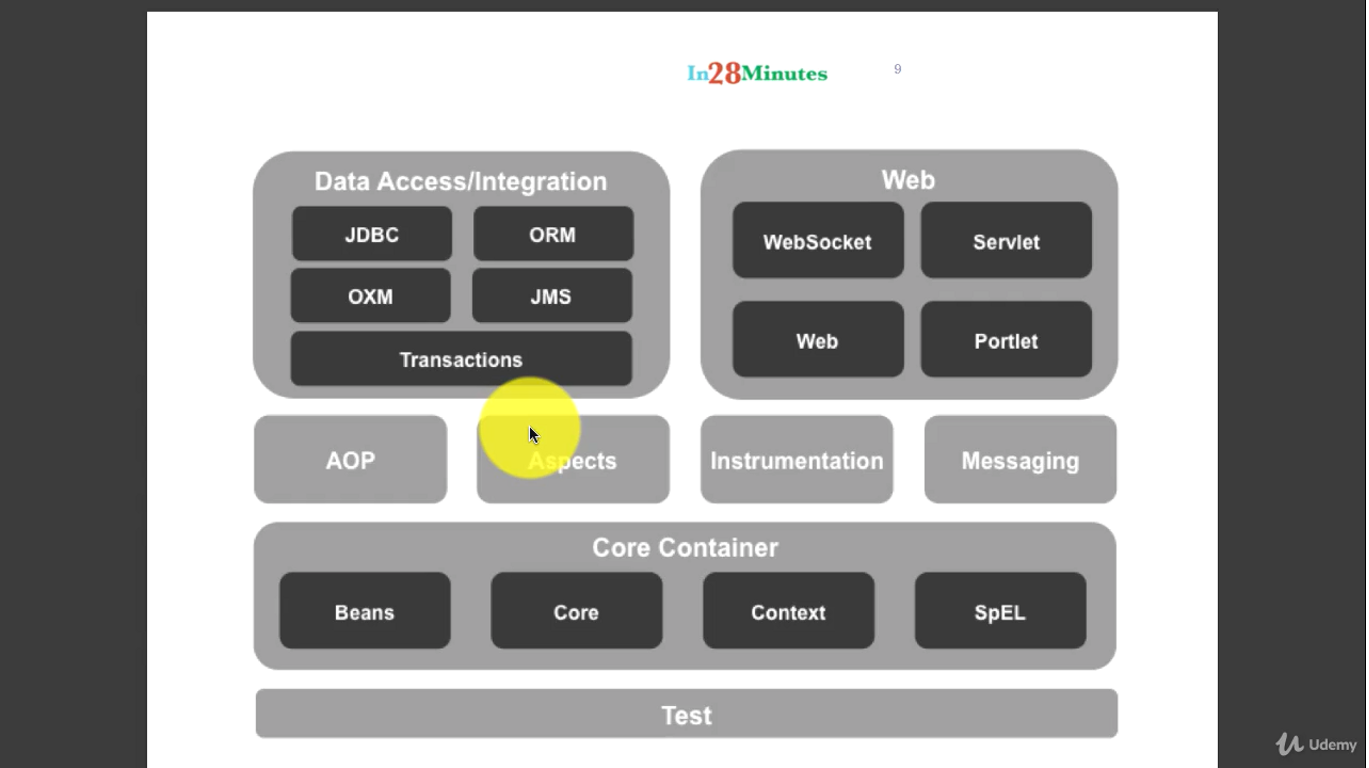 In28Minutes
9
Data Access/Integration
JDBC
ORM
OXM
JMS
Transactions
Web
WebSocket
Servlet
Web
Portlet
AOP
Aspects
Instrumentation
Messaging
Core Container
Beans
Core
Context
SpEL
Test
Udemy